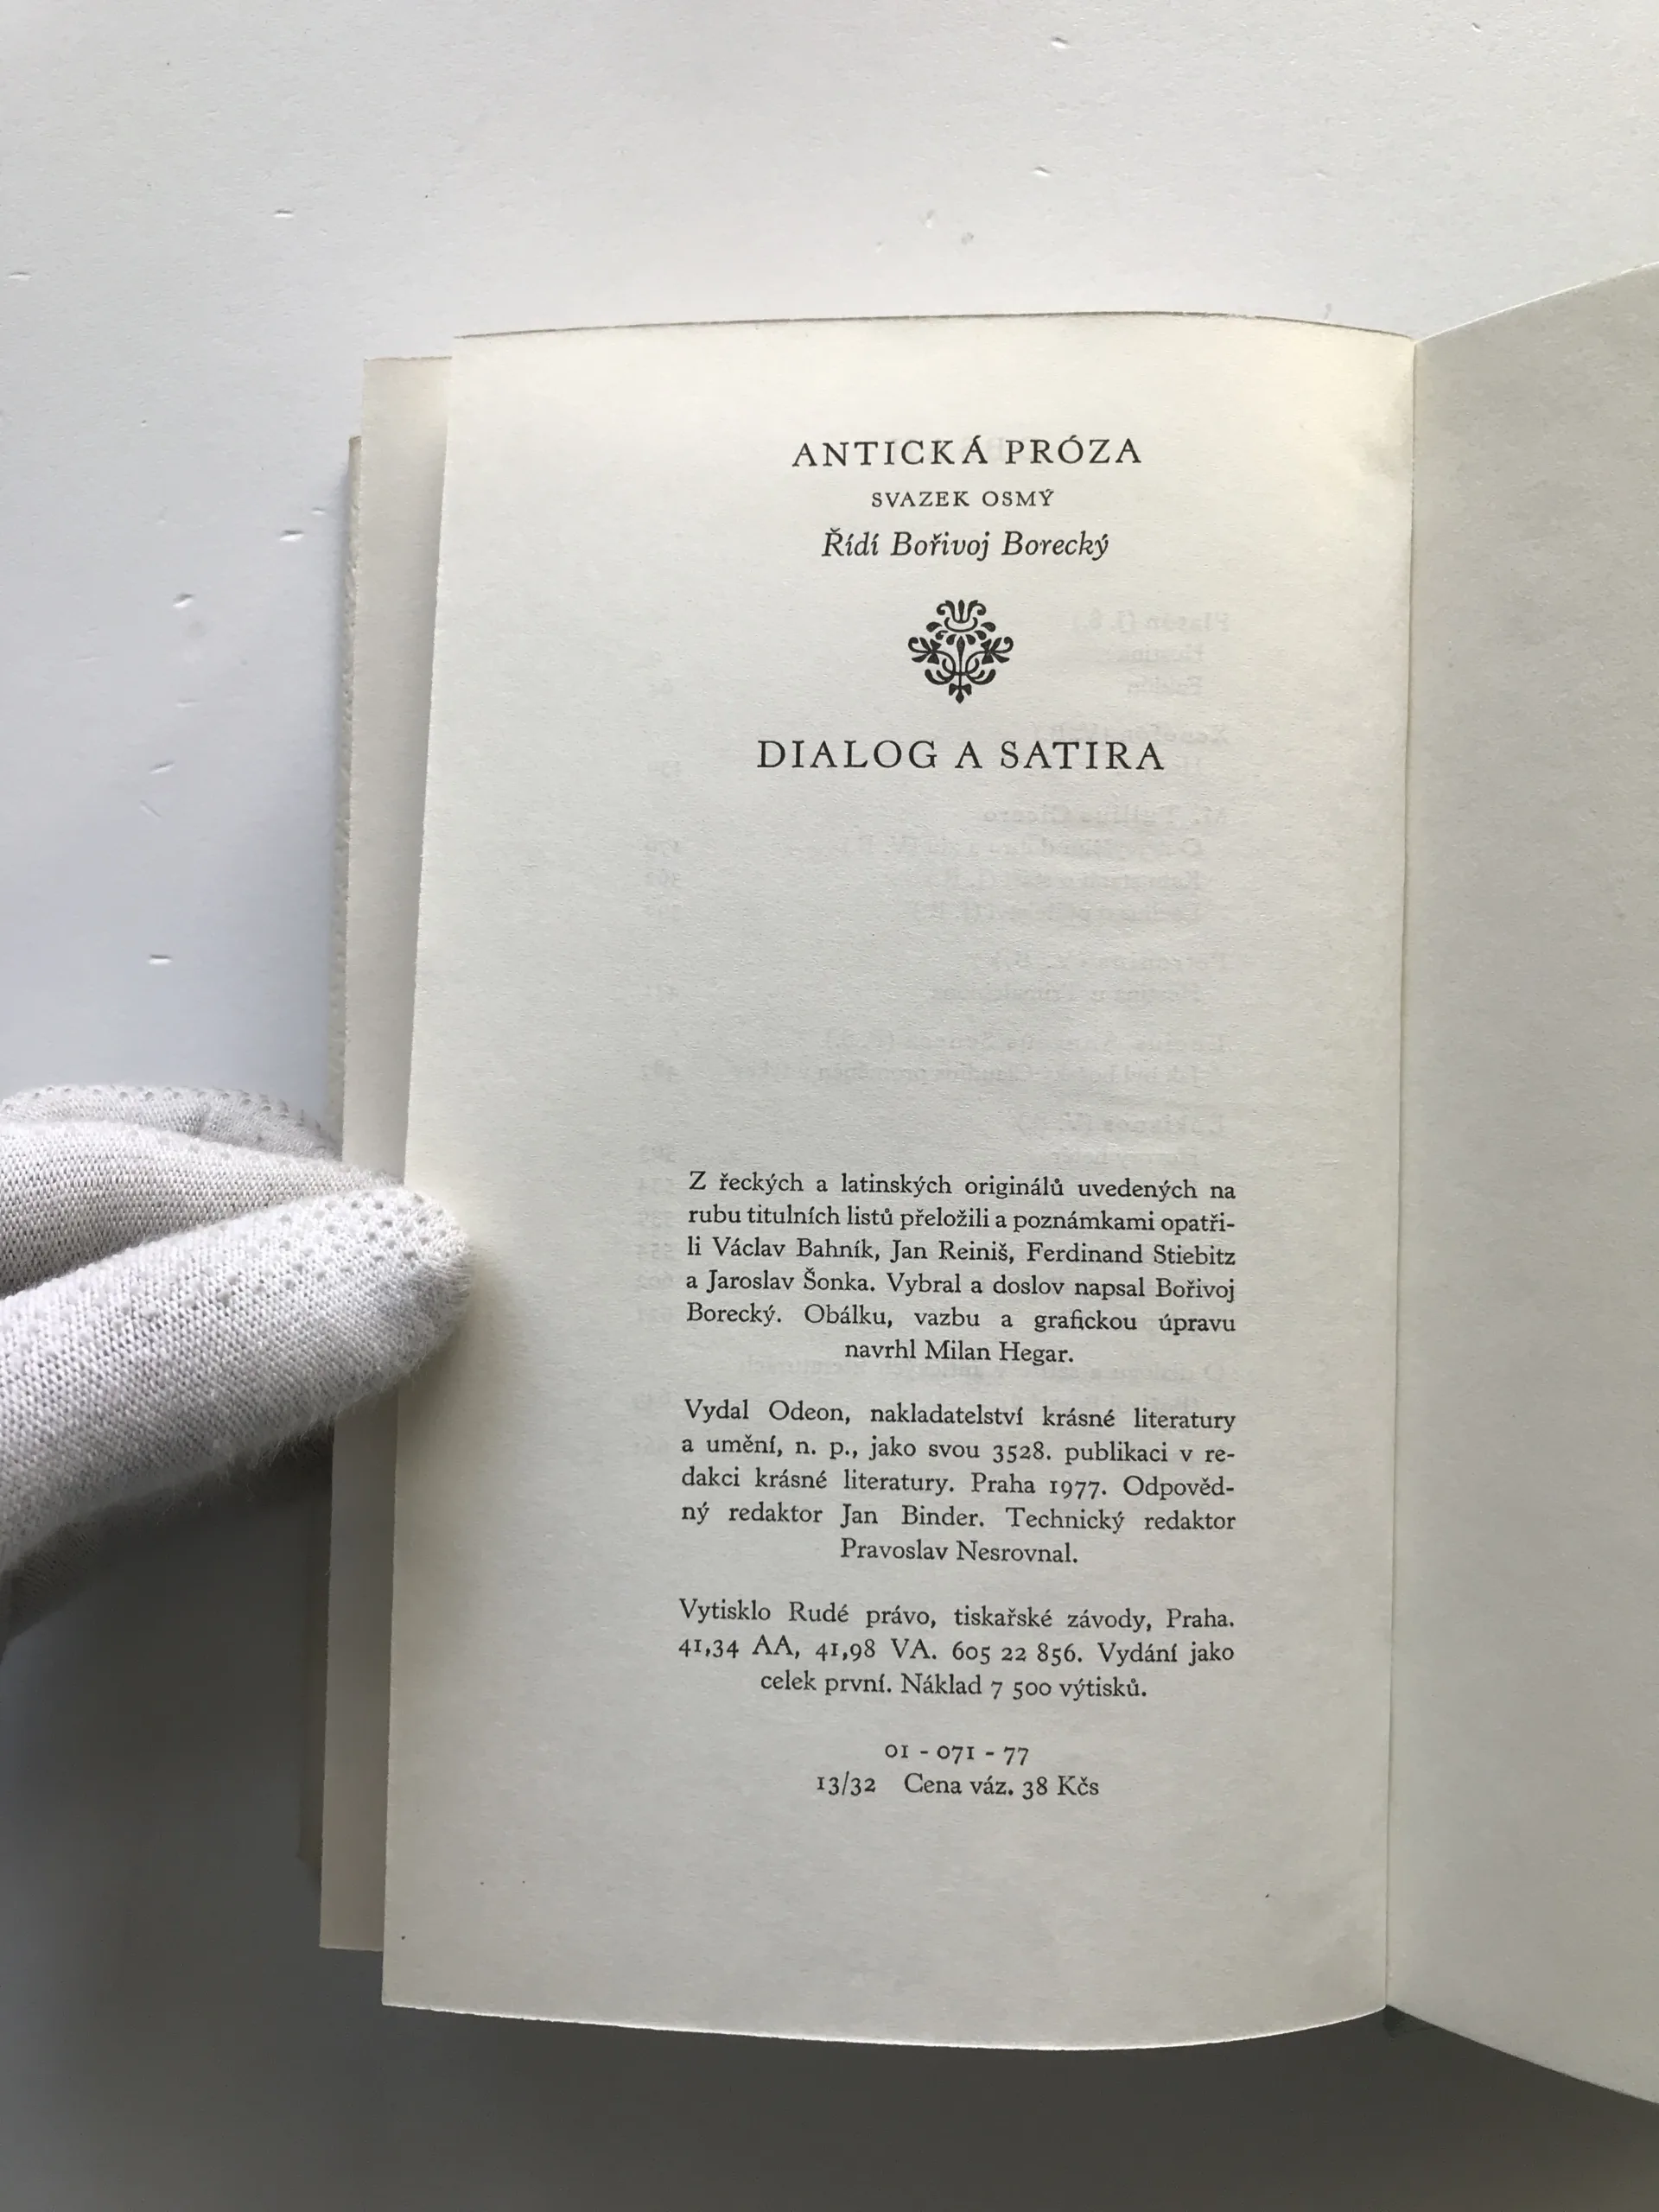 ANTICKÁ PRÓZA
SVAZEK OSMÝ
Řídí Bořivoj Borecký
DIALOG A SATIRA
Z řeckých a latinských originálů uvedených na
rubu titulních listů přeložili a poznámkami opatři-
li Václav Bahník, Jan Reiniš, Ferdinand Stiebitz
a Jaroslav Šonka. Vybral a doslov napsal Bořivoj
Borecký. Obálku, vazbu a grafickou úpravu
navrhl Milan Hegar.
Vydal Odeon, nakladatelství krásné literatury
a umění, n. p., jako svou 3528. publikaci v re-
dakci krásné literatury. Praha 1977. Odpověd-
ný redaktor Jan Binder. Technický redaktor
Pravoslav Nesrovnal.
Vytisklo Rudé právo, tiskařské závody, Praha.
41,34 AA, 41,98 VA. 605 22 856. Vydání jako
celek první. Náklad 7 500 výtisků.
01 - 071 - 77
13/32 Cena váz. 38 Kčs